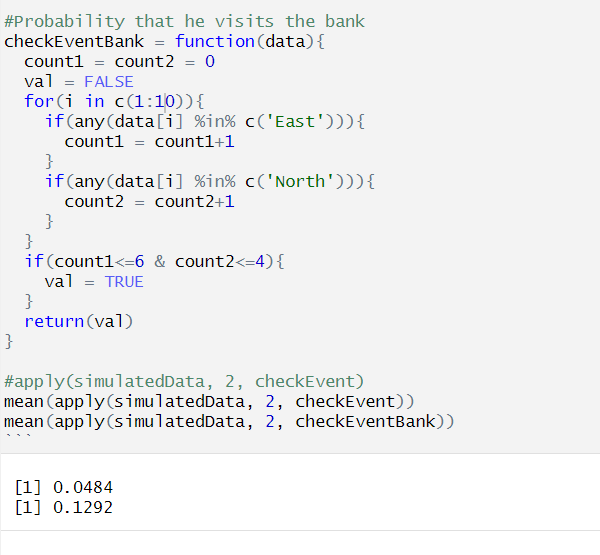 #Probability that he visits the bank
checkEventBank = function(data){
  count1 = count2 = 0
  val = FALSE
  for(i in c(1:10)){
    if(any(data[i] %in% c('East'))){
      count1 = count1+1
    }
    if(any(data[i] %in% c('North'))){
      count2 = count2+1
    }
  }
  if(count1<=6 & count2<=4){
    val = TRUE
  }
  return(val)
}

#apply(simulatedData, 2, checkEvent)
mean(apply(simulatedData, 2, checkEvent))
mean(apply(simulatedData, 2, checkEventBank))
```
[1] 0.0484
[1] 0.1292